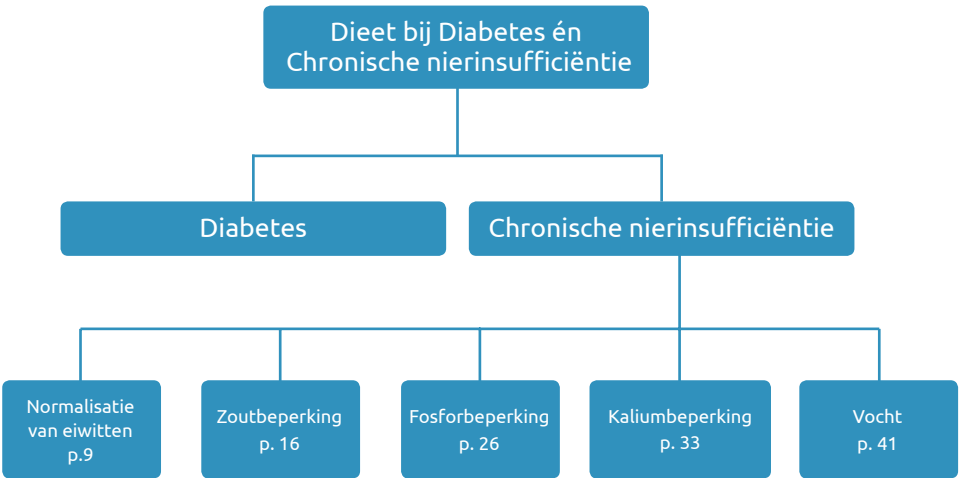 Dieet bij Diabetes én
Chronische nierinsufficiëntie
Diabetes
Chronische nierinsufficiëntie
Normalisatie
van eiwitten
p.9
Zoutbeperking
p. 16
Fosforbeperking
p. 26
Kaliumbeperking
p. 33
Vocht
p. 41